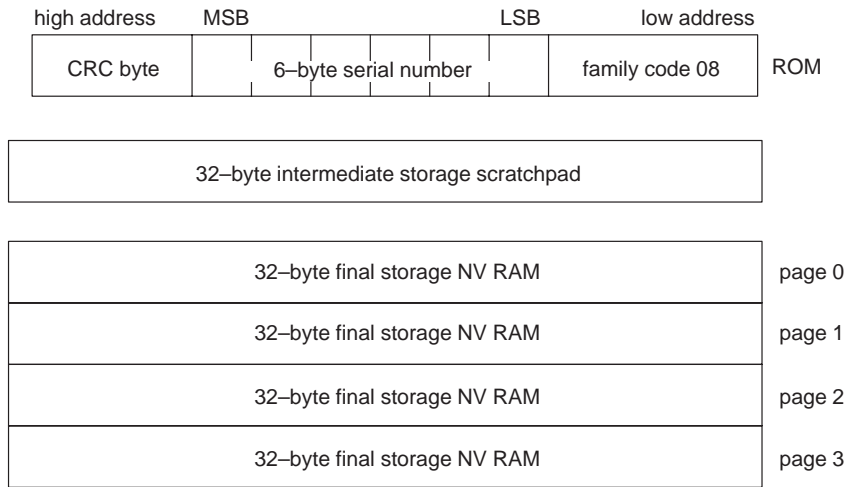 high address MSB LSB low address
CRC byte 6–byte serial number family code 08 ROM
32–byte intermediate storage scratchpad
32–byte final storage NV RAM page 0
32–byte final storage NV RAM page 1
32–byte final storage NV RAM page 2
32–byte final storage NV RAM page 3